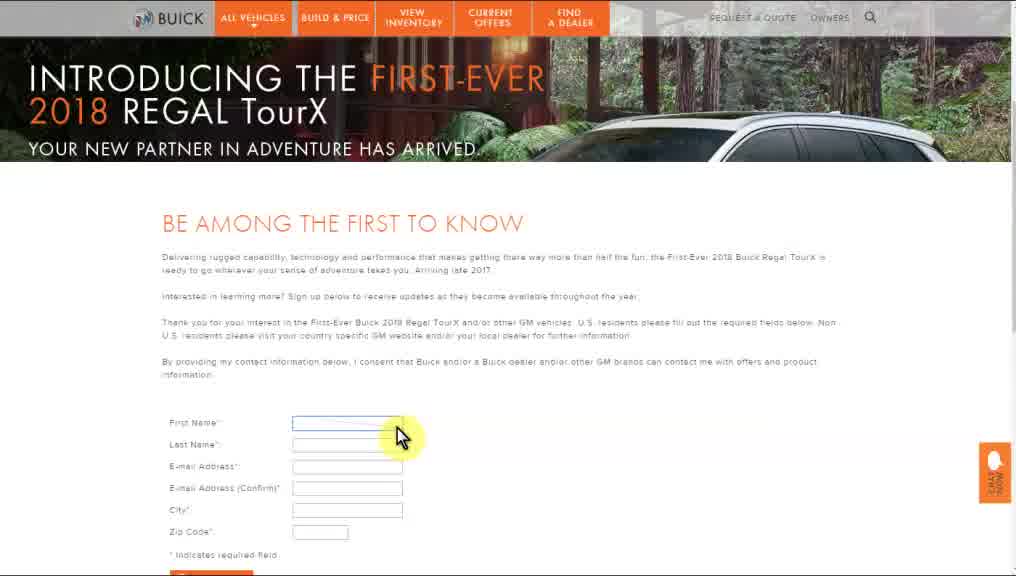 BUICK
ALL VEHICLES
BUILD & PRICE
VIEW
INVENTORY
CURRENT
OFFERS
FIND
A DEALER
REQUEST A QUOTE
OWNERS
INTRODUCING THE FIRST-EVER
2018 REGAL TourX
YOUR NEW PARTNER IN ADVENTURE HAS ARRIVED.
BE AMONG THE FIRST TO KNOW
Delivering rugged capability, technology and performance that makes getting there way more than half the fun, the First-Ever 2018 Buick Regal TourX is
ready to go wherever your sense of adventure takes you. Arriving late 2017.
Interested in learning more? Sign up below to receive updates as they become available throughout the year.
Thank you for your interest in the First-Ever Buick 2018 Regal TourX and/or other GM vehicles. U.S. residents please fill out the required fields below. Non
U.S. residents please visit your country specific GM website and/or your local dealer for further information.
By providing my contact information below, I consent that Buick and/or a Buick dealer and/or other GM brands can contact me with offers and product
information.
First Name*:
Last Name*:
E-mail Address*:
E-mail Address (Confirm)*
City*:
Zip Code*:
* Indicates required field
CHAT
NOW